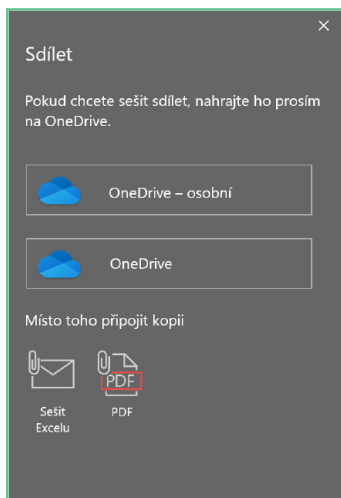 Sdílet
Pokud chcete sešit sdílet, nahrajte ho prosím
na OneDrive.
OneDrive – osobní
OneDrive
Místo toho připojit kopii
PDF
Sešit
Excelu
PDF